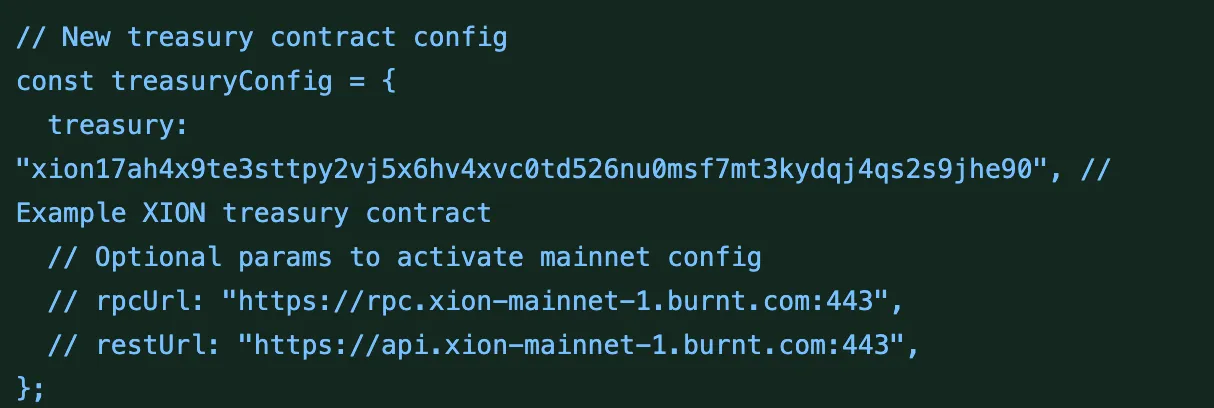 // New treasury contract config
const treasuryConfig = {
  treasury:
"xion17ah4x9te3sttpy2vj5x6hv4xvc0td526nu0msf7mt3kydqj4qs2s9jhe90", //
Example XION treasury contract
  // Optional params to activate mainnet config
  // rpcUrl: "https://rpc.xion-mainnet-1.burnt.com:443",
  // restUrl: "https://api.xion-mainnet-1.burnt.com:443",
};